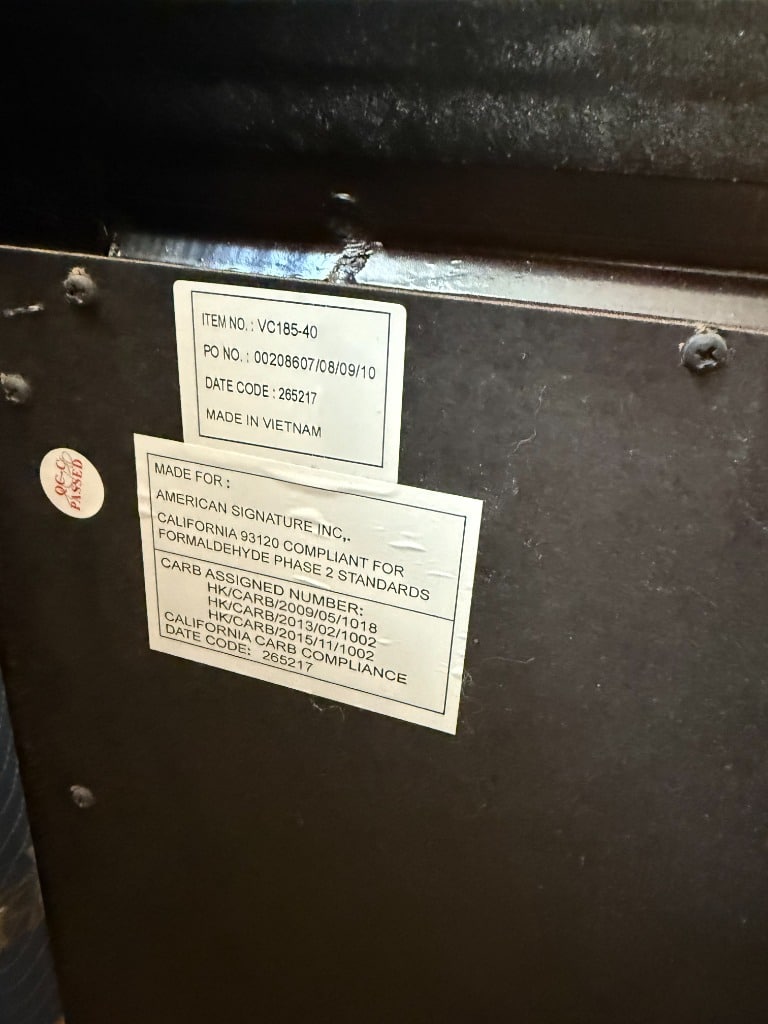 ITEM NO. : VC185-40
PO NO. : 00208607/08/09/10
DATE CODE : 265217
MADE IN VIETNAM
QC-C
PASSED
MADE FOR :
AMERICAN SIGNATURE INC,.
CALIFORNIA 93120 COMPLIANT FOR
FORMALDEHYDE PHASE 2 STANDARDS
CARB ASSIGNED NUMBER:
HK/CARB/2009/05/1018
HK/CARB/2013/02/1002
HK/CARB/2015/11/1002
CALIFORNIA CARB COMPLIANCE
DATE CODE: 265217